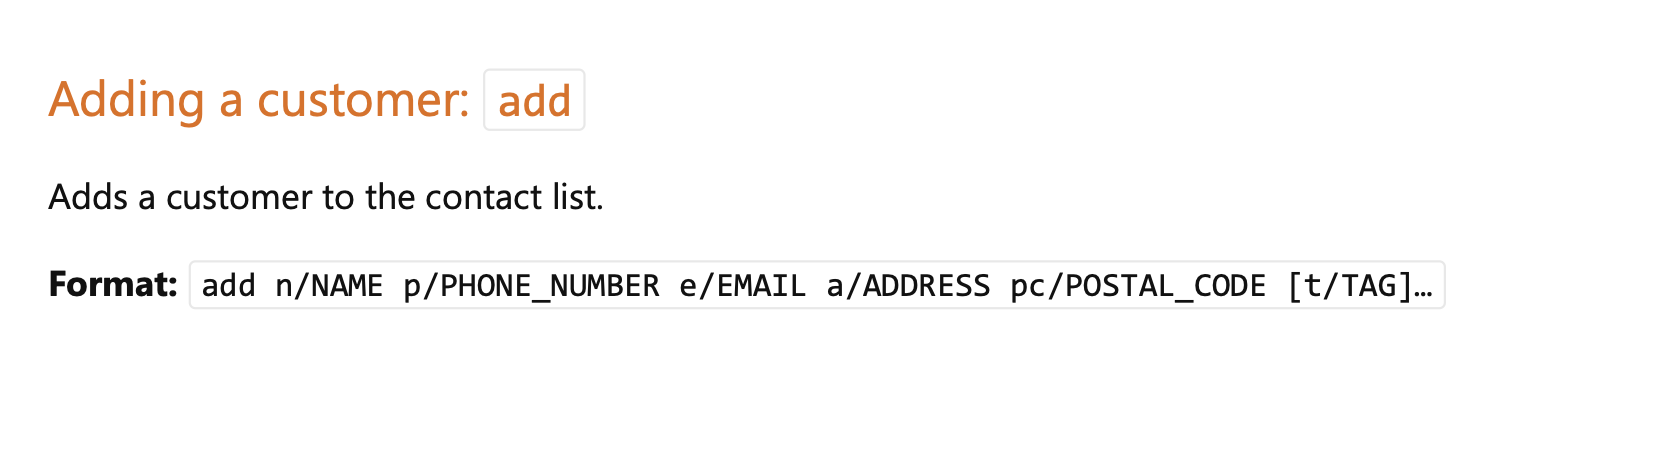 Adding a customer: add
Adds a customer to the contact list.
Format: add n/NAME p/PHONE_NUMBER e/EMAIL a/ADDRESS pc/POSTAL_CODE [t/TAG]…